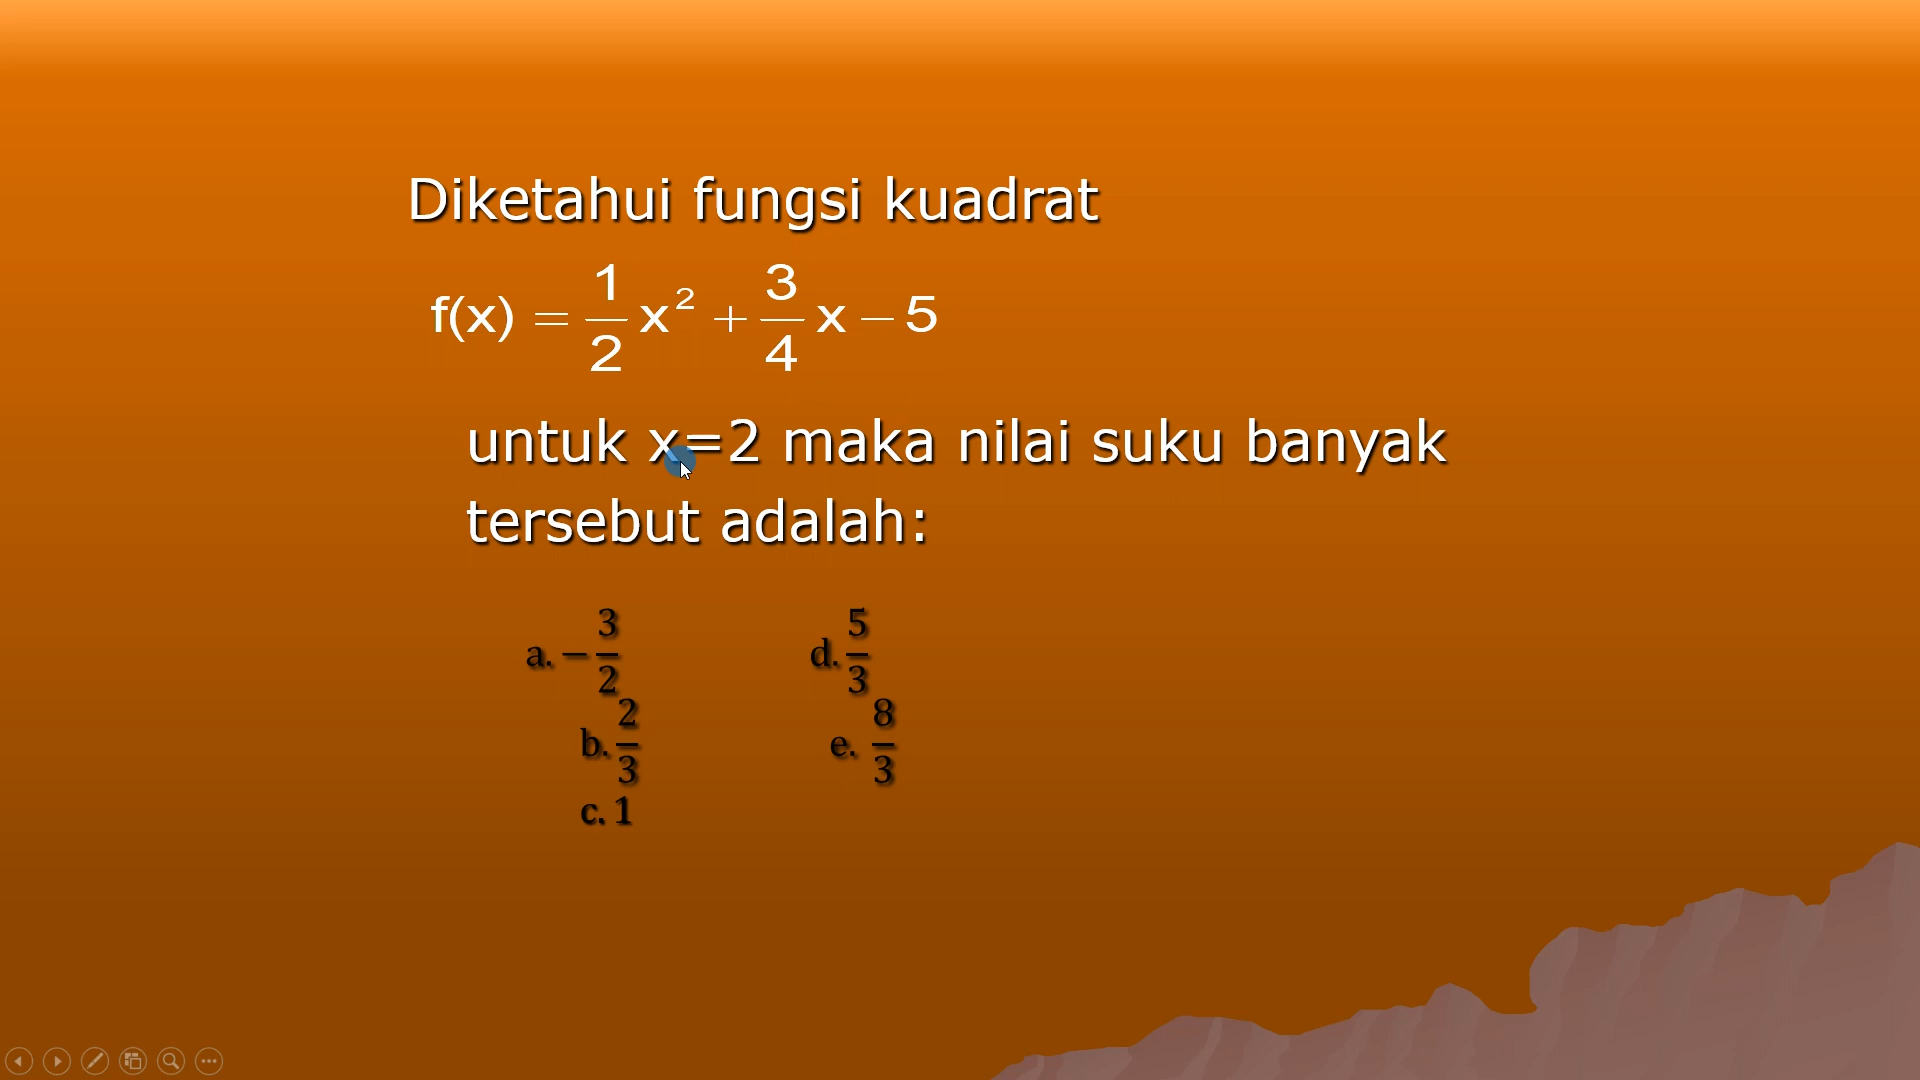 Diketahui fungsi kuadrat
f(x) = 1/2 x² + 3/4 x − 5
untuk x=2 maka nilai suku banyak
tersebut adalah:
a. − 3/2 d. 5/3
b. 2/3 e. 8/3
c. 1